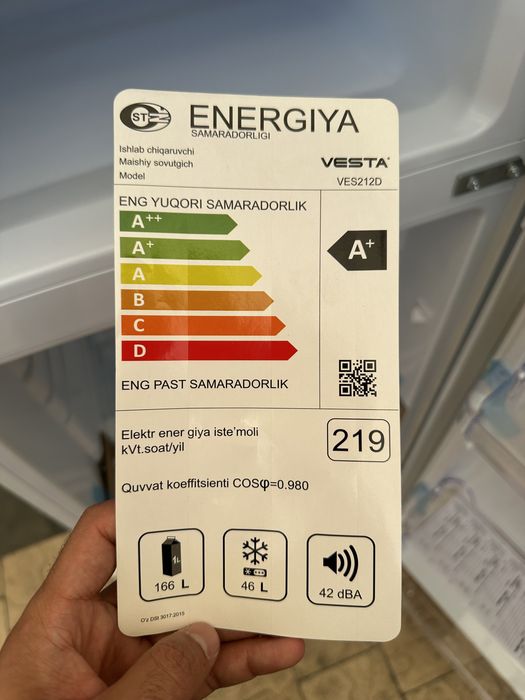 ST
ENERGIYA
SAMARADORLIGI
Ishlab chiqaruvchi
Maishiy sovutgich
VESTA
Model
VES212D
ENG YUQORI SAMARADORLIK
A++
A+
A+
A
B
C
D
ENG PAST SAMARADORLIK
Elektr ener giya iste'moli
kVt.soat/yil
219
Quvvat koeffitsienti COSφ=0.980
1L
166 L
46 L
42 dBA
O'z DSt 3017:2015